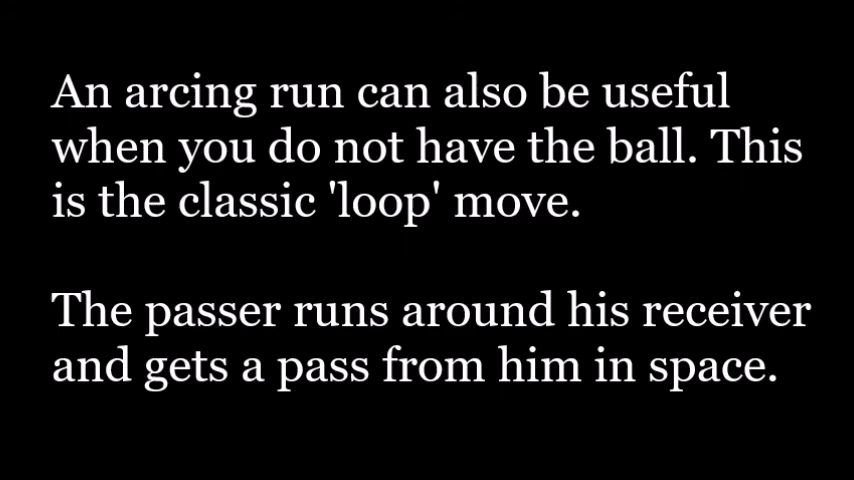 An arcing run can also be useful
when you do not have the ball. This
is the classic 'loop' move.
The passer runs around his receiver
and gets a pass from him in space.